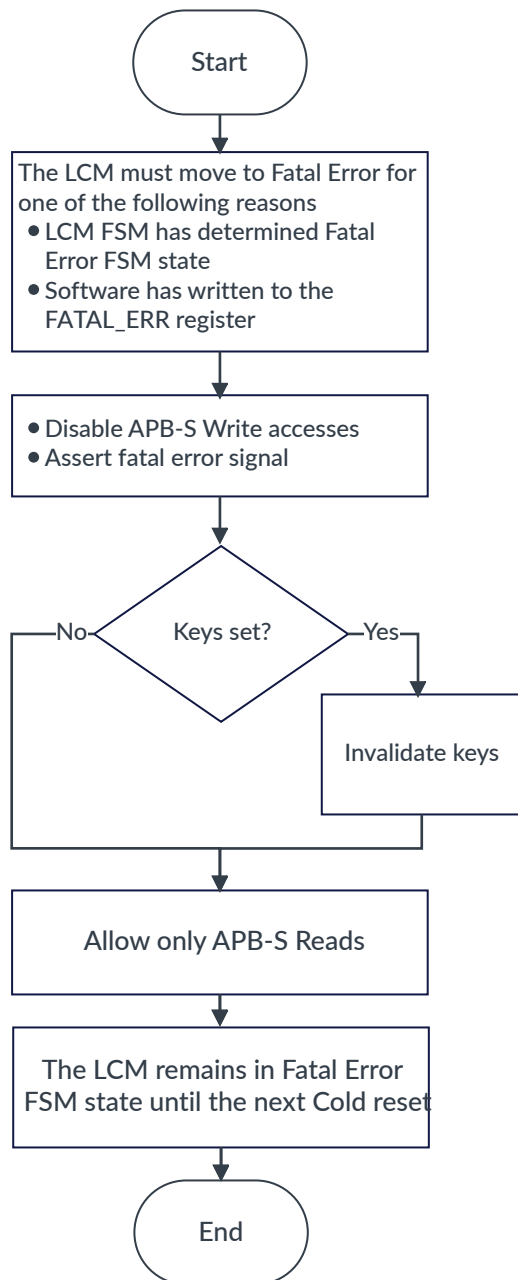 Start
The LCM must move to Fatal Error for
one of the following reasons
● LCM FSM has determined Fatal
Error FSM state
● Software has written to the
FATAL_ERR register
● Disable APB-S Write accesses
● Assert fatal error signal
Keys set?
No
Yes
Invalidate keys
Allow only APB-S Reads
The LCM remains in Fatal Error
FSM state until the next Cold reset
End